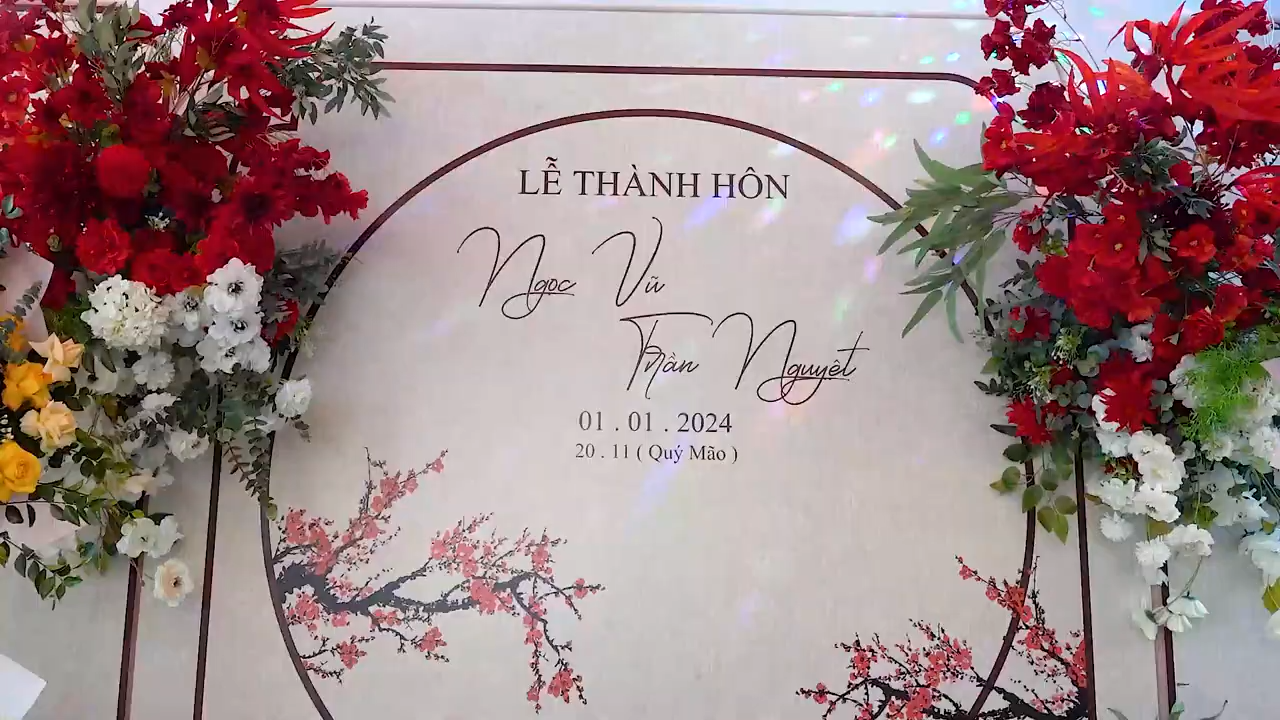 LỄ THÀNH HÔN
Ngọc Vũ
Trần Nguyệt
01 . 01 . 2024
20 . 11 ( Quý Mão )